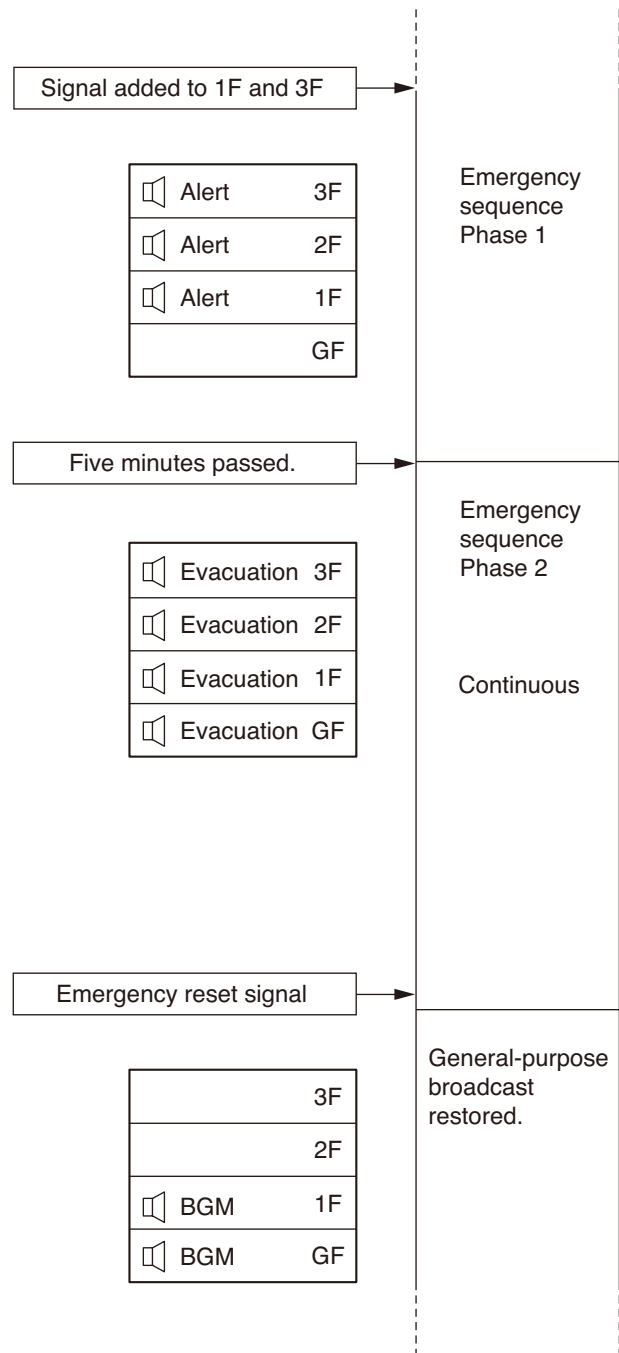 Signal added to 1F and 3F
Emergency
sequence
Phase 1
Alert 3F
Alert 2F
Alert 1F
GF
Five minutes passed.
Emergency
sequence
Phase 2
Evacuation 3F
Evacuation 2F
Evacuation 1F
Evacuation GF
Continuous
Emergency reset signal
General-purpose
broadcast
restored.
3F
2F
BGM 1F
BGM GF